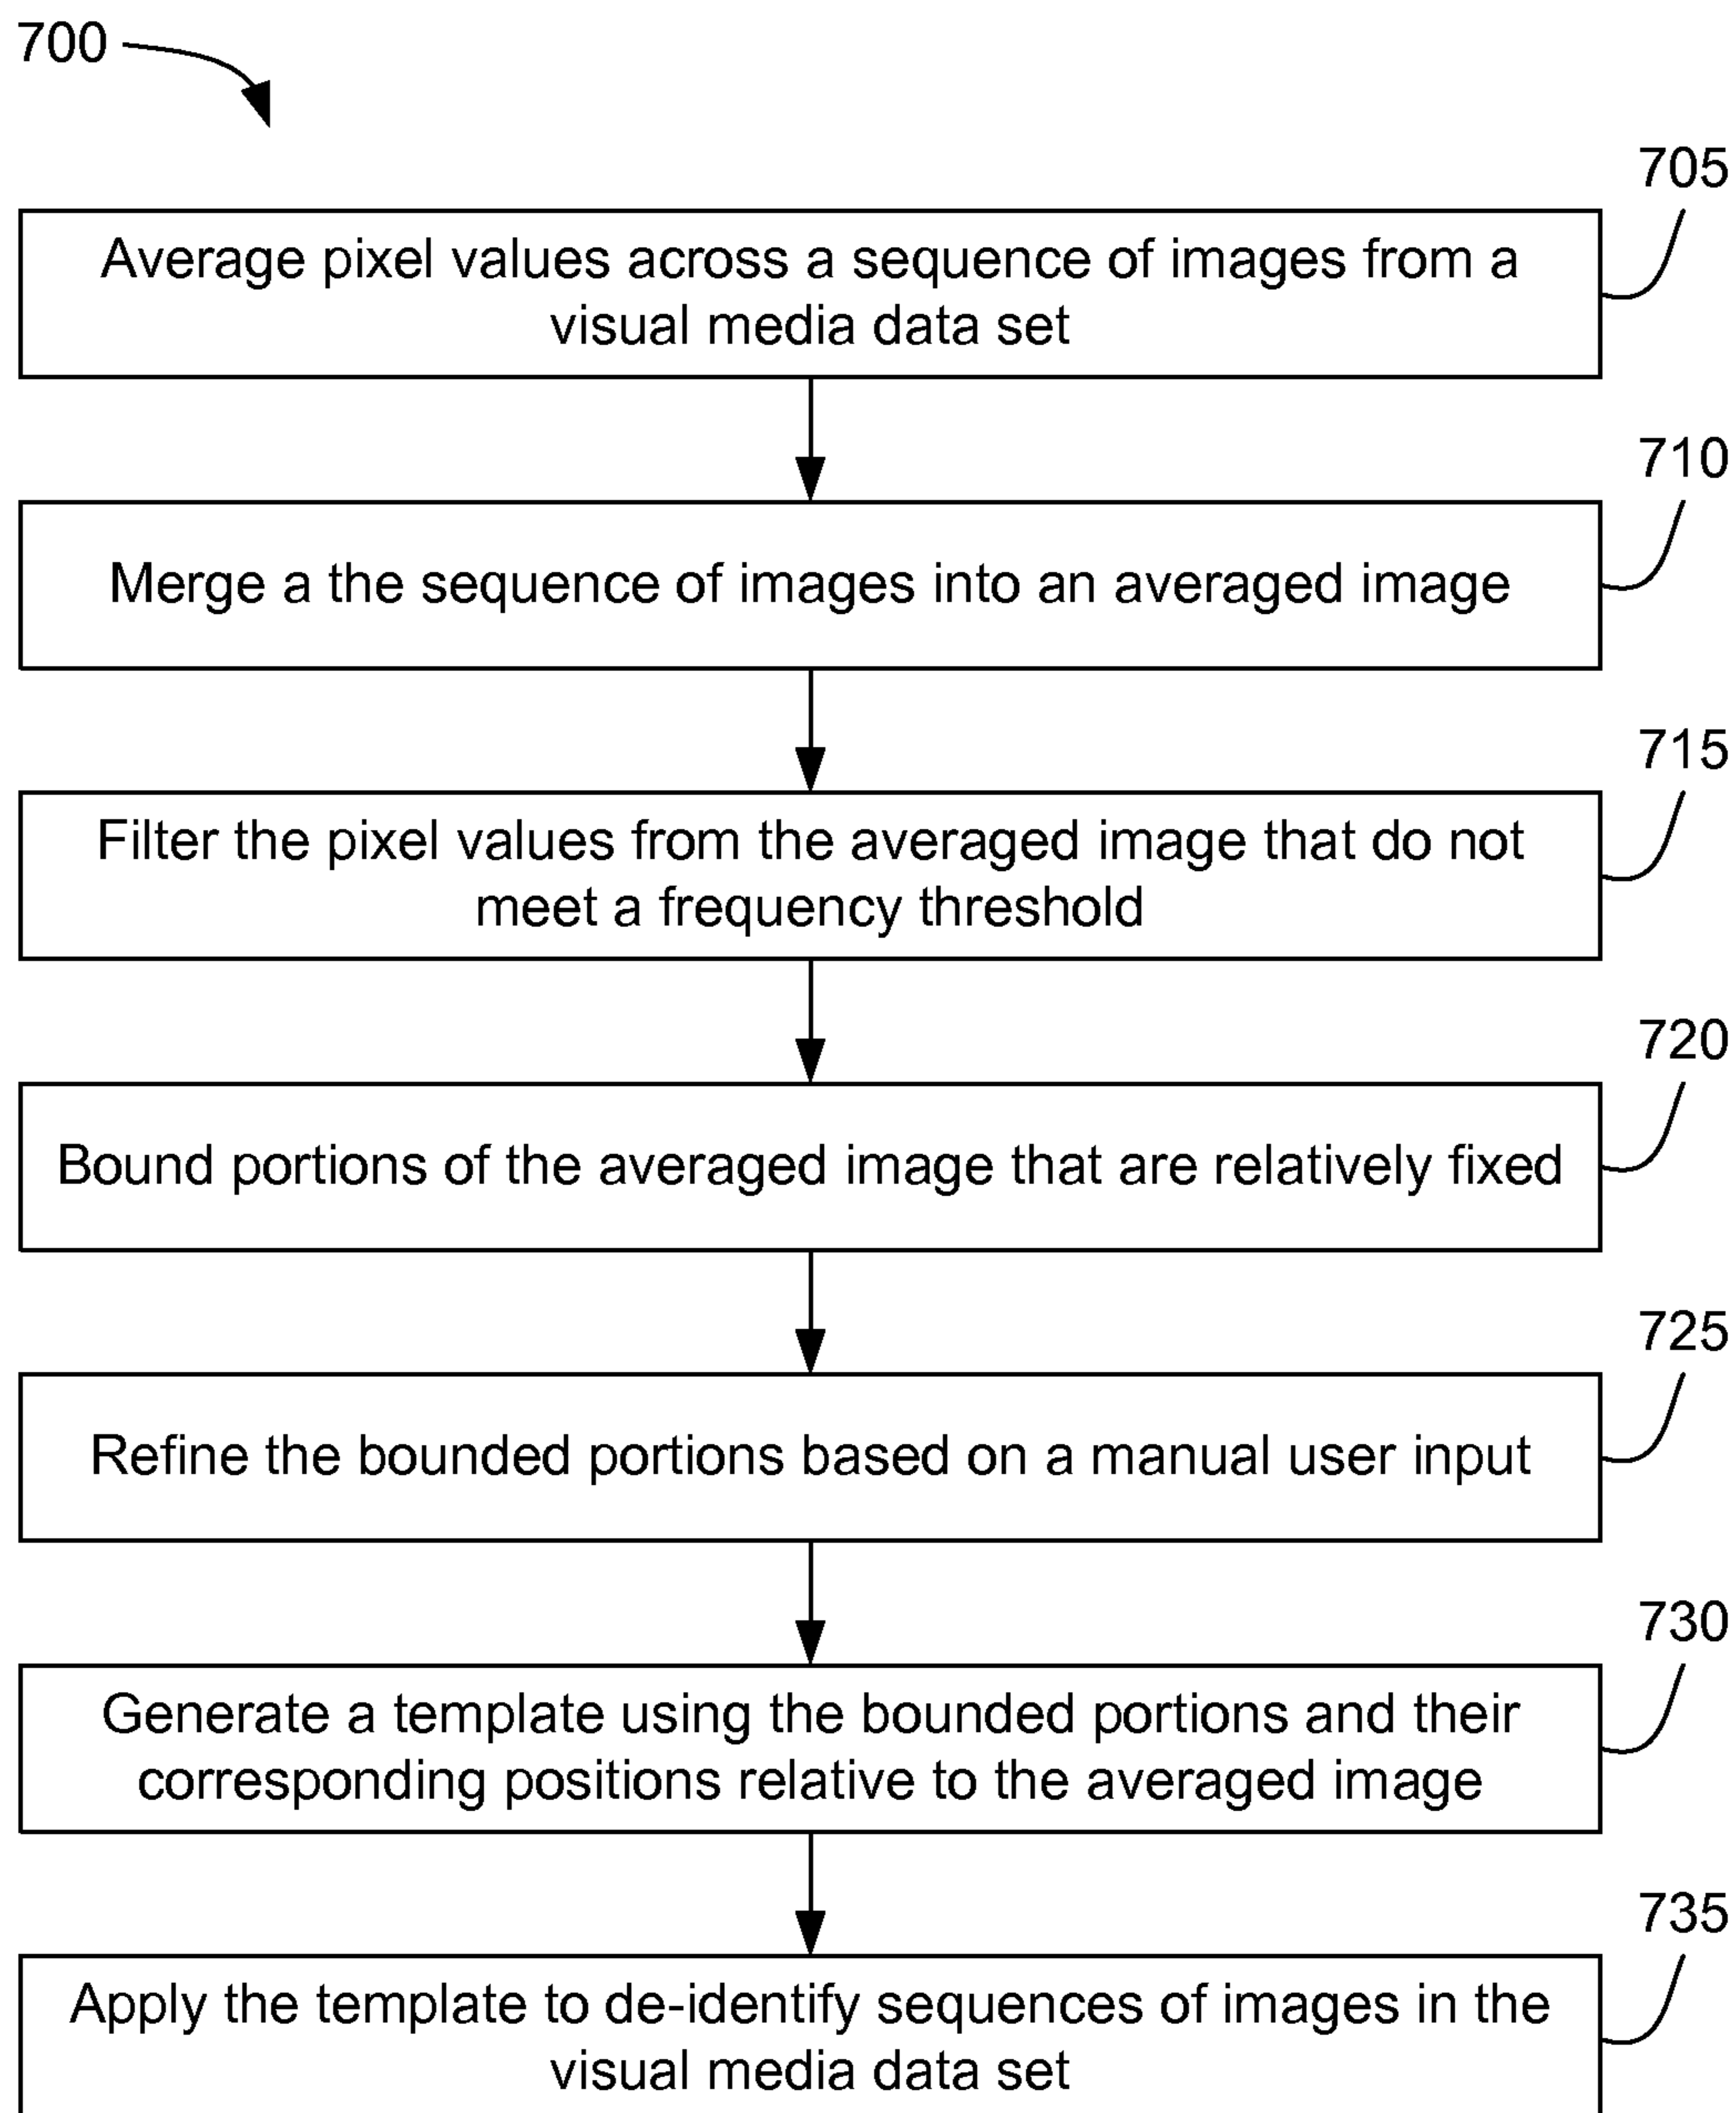 700
705
Average pixel values across a sequence of images from a
visual media data set
710
Merge a the sequence of images into an averaged image
715
Filter the pixel values from the averaged image that do not
meet a frequency threshold
720
Bound portions of the averaged image that are relatively fixed
725
Refine the bounded portions based on a manual user input
730
Generate a template using the bounded portions and their
corresponding positions relative to the averaged image
735
Apply the template to de-identify sequences of images in the
visual media data set